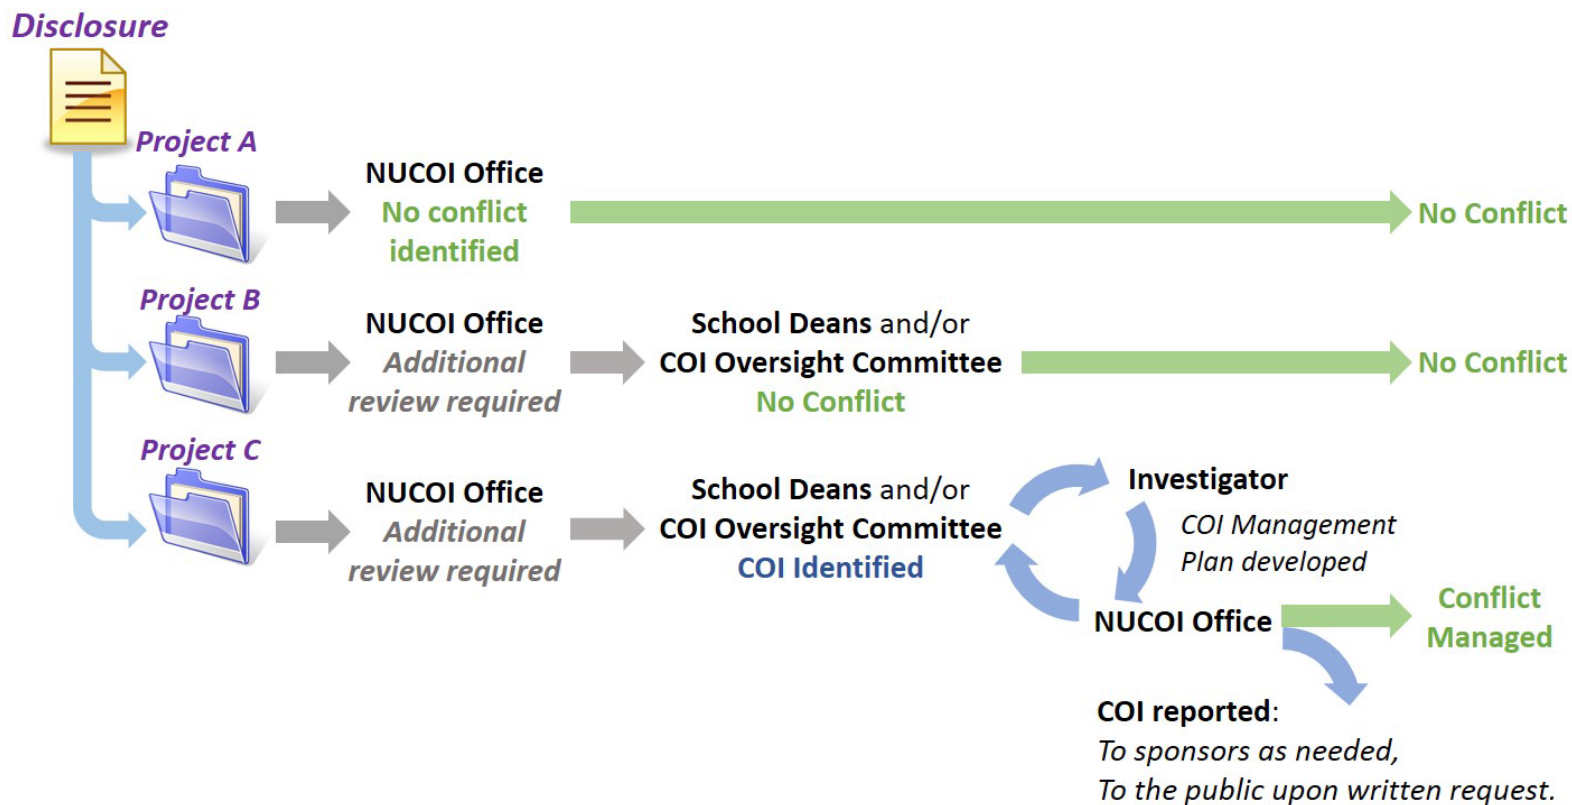 Disclosure
Project A
NUCOI Office
No conflict
identified
No Conflict
Project B
NUCOI Office
Additional
review required
School Deans and/or
COI Oversight Committee
No Conflict
No Conflict
Project C
NUCOI Office
Additional
review required
School Deans and/or
COI Oversight Committee
COI Identified
Investigator
COI Management
Plan developed
NUCOI Office
Conflict
Managed
COI reported:
To sponsors as needed,
To the public upon written request.